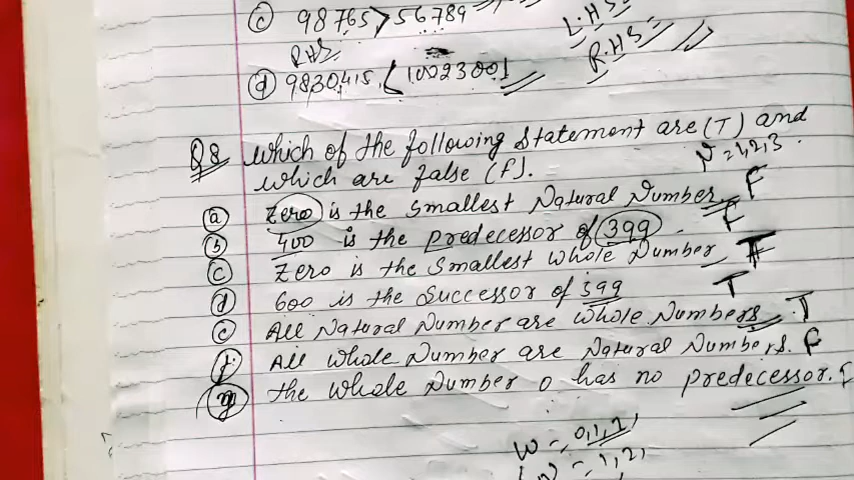 (c) 98765 > 56789
L.H.S
R.H.S.
R.H.S
(d) 9830415 < 10023001
Q8 which of the following statement are (T) and
which are false (F).
N = 1,2,3
(a) Zero is the smallest Natural Number F
(b) 400 is the predecessor of 399. F
(c) Zero is the smallest whole Number T
(d) 600 is the successor of 599 T
(e) All Natural Number are whole Numbers. T
(f) All whole Number are Natural Numbers. F
(g) the whole Number 0 has no predecessor.
W = 0,1,2
N = 1,2,